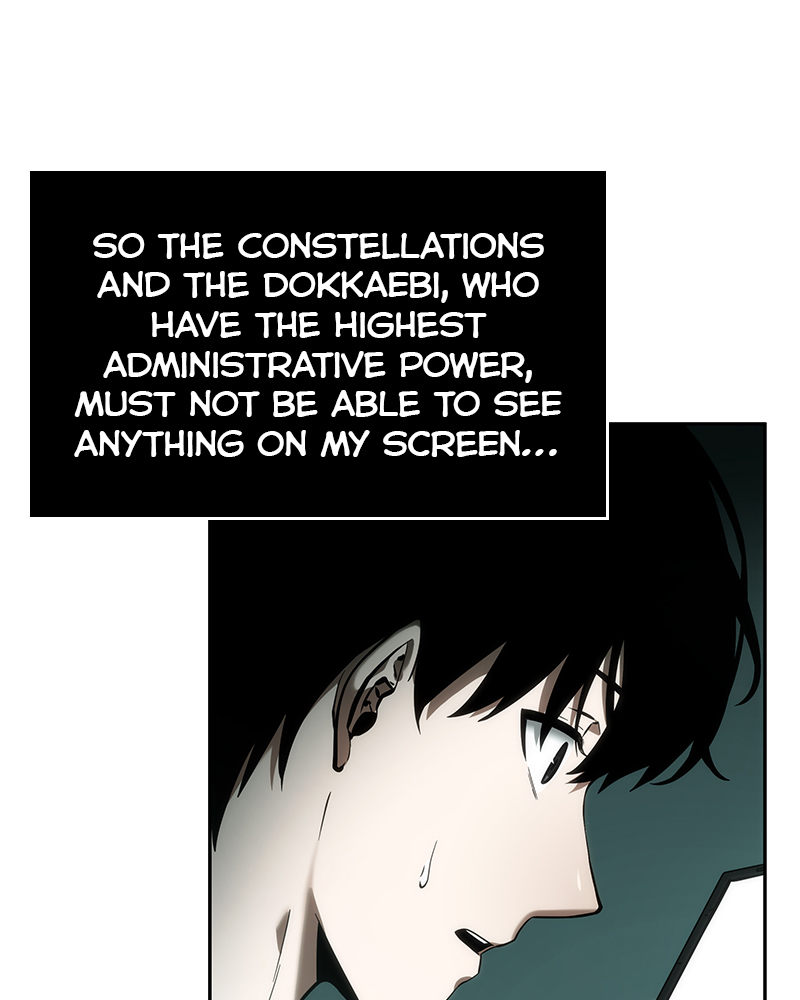 SO THE CONSTELLATIONS
AND THE DOKKAEBI, WHO
HAVE THE HIGHEST
ADMINISTRATIVE POWER,
MUST NOT BE ABLE TO SEE
ANYTHING ON MY SCREEN...